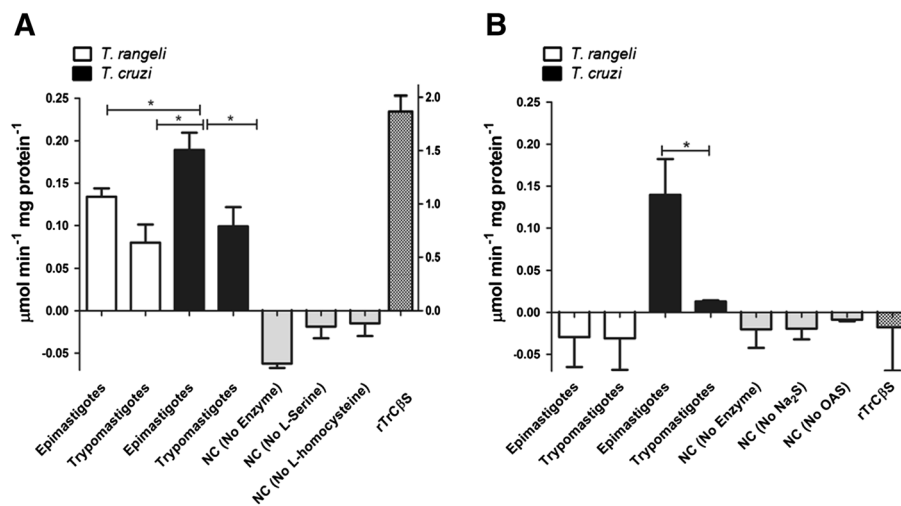 A
T. rangeli
T. cruzi
μmol min⁻¹ mg protein⁻¹
0.25
0.20
0.15
0.10
0.05
0.00
-0.05
*
*
*
2.0
1.5
1.0
0.5
0.0
Epimastigotes
Trypomastigotes
Epimastigotes
Trypomastigotes
NC (No Enzyme)
NC (No L-Serine)
NC (No L-homocysteine)
rTrCβS
B
T. rangeli
T. cruzi
μmol min⁻¹ mg protein⁻¹
0.25
0.20
0.15
0.10
0.05
0.00
-0.05
*
Epimastigotes
Trypomastigotes
Epimastigotes
Trypomastigotes
NC (No Enzyme)
NC (No Na₂S)
NC (No OAS)
rTrCβS